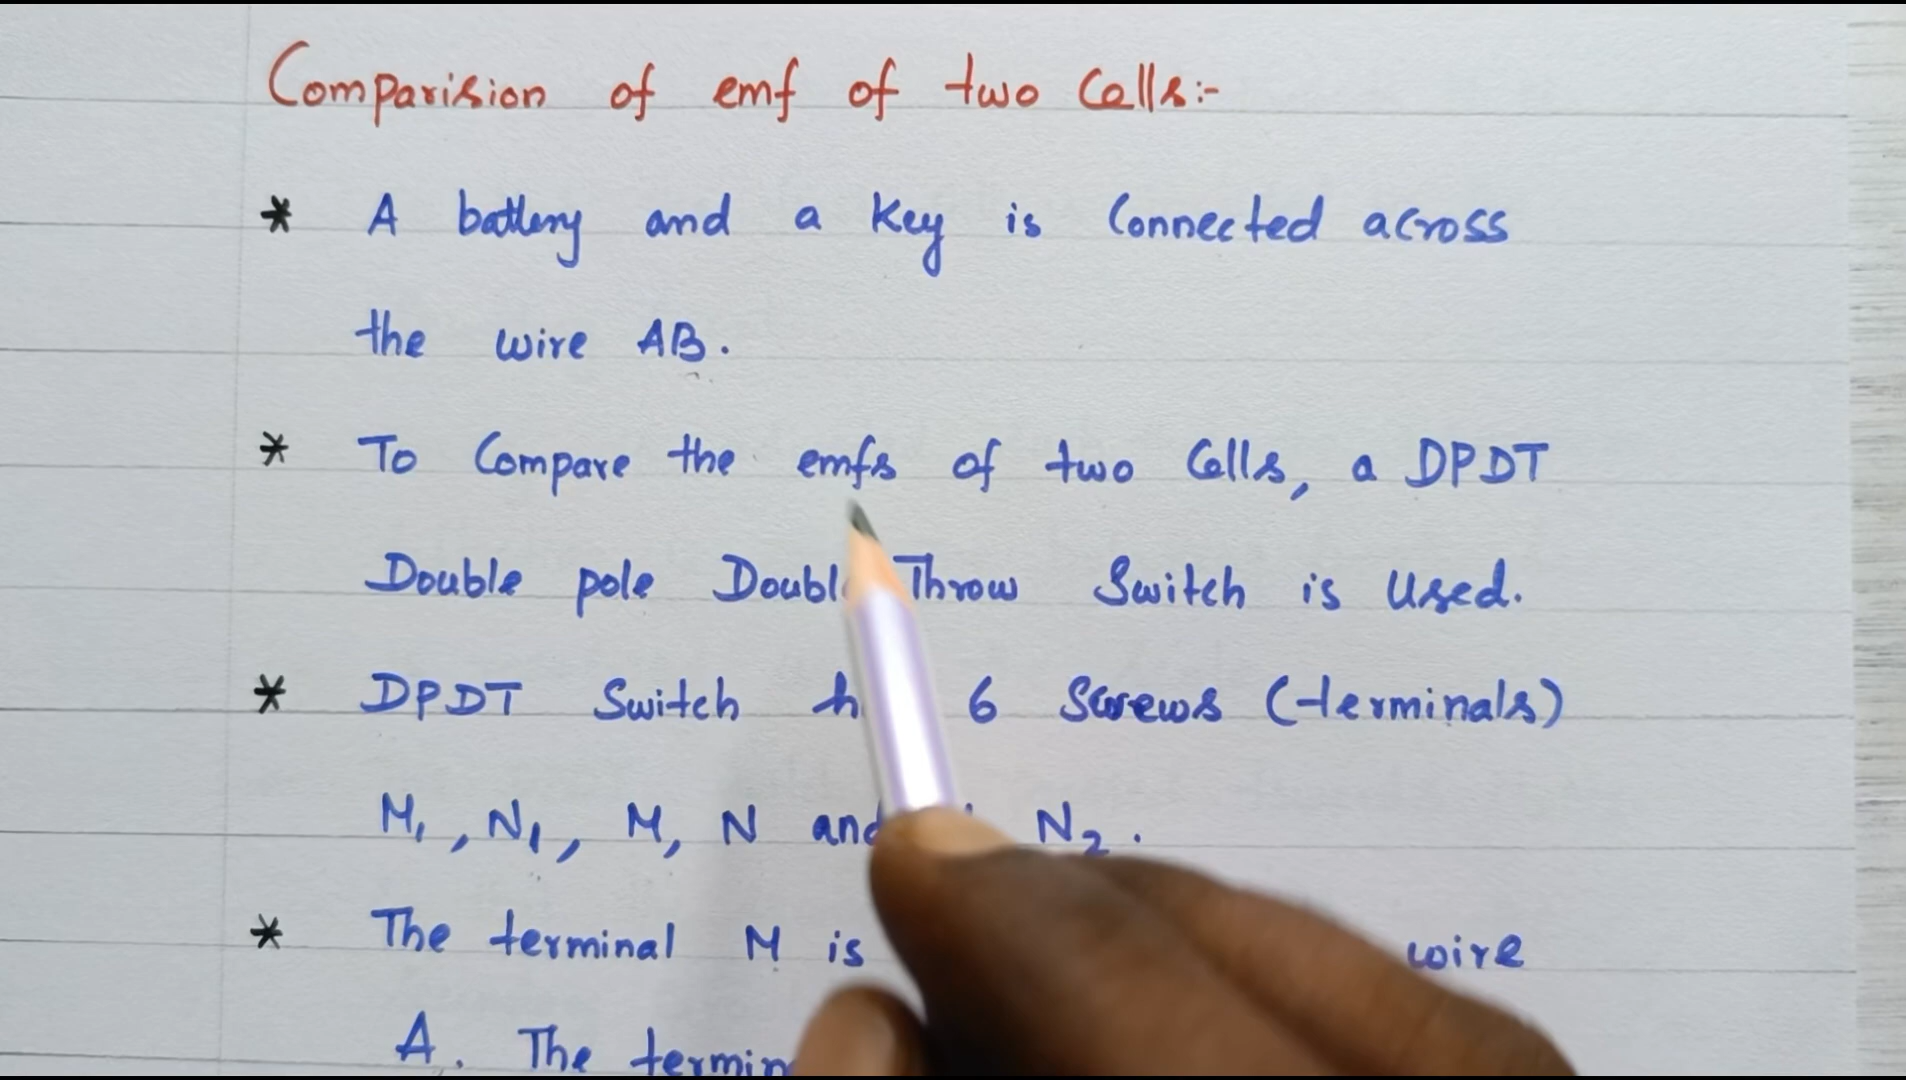 Comparision of emf of two Cells:-
* A battery and a key is Connected across
the wire AB.
* To Compare the emfs of two Cells, a DPDT
Double pole Double Throw Switch is Used.
* DPDT Switch 6 Screws (terminals)
M₁, N₁, M, N and N₂.
* The terminal M is wire
A. The